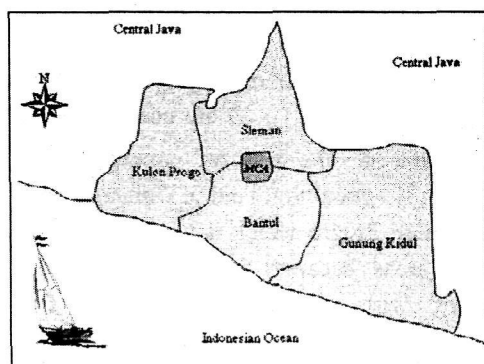 Central Java
Central Java
N
Sleman
Kulon Progo
Bantul
Gunung Kidul
Indonesian Ocean